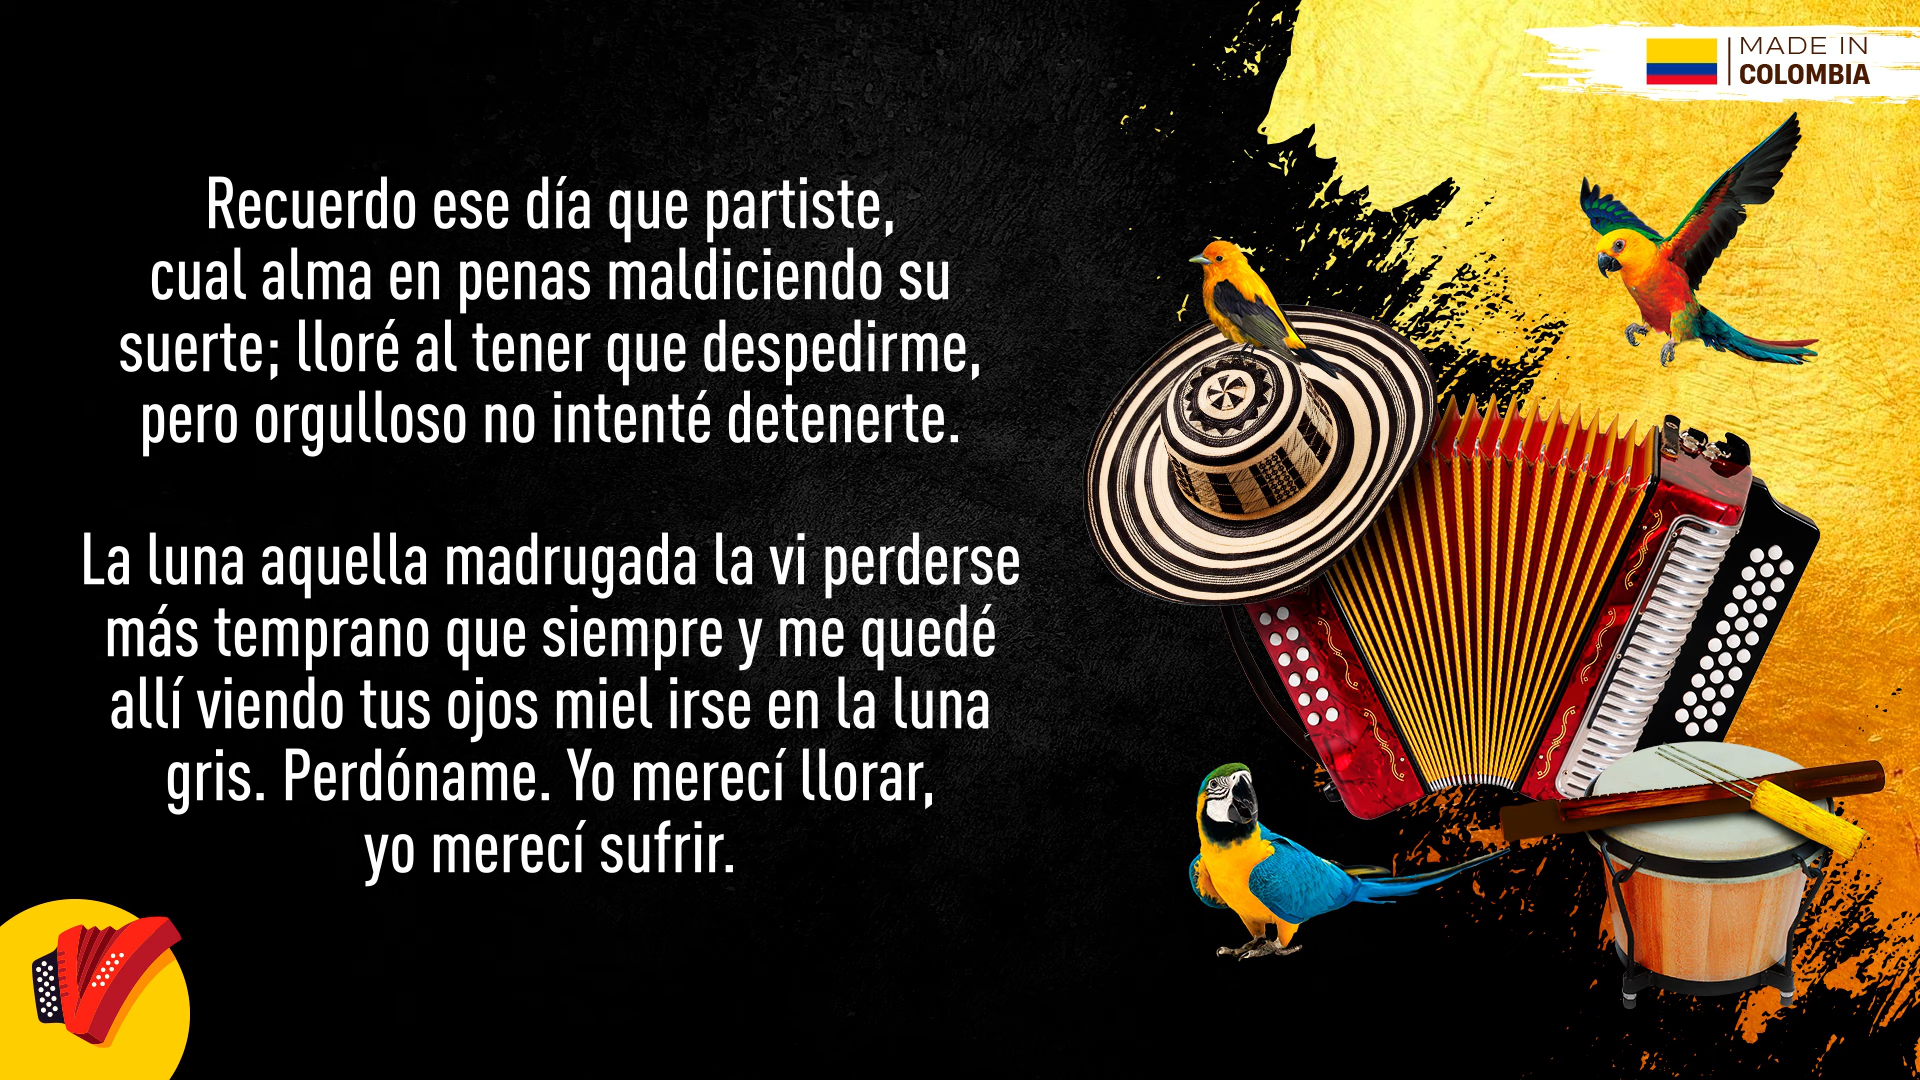 MADE IN
COLOMBIA
Recuerdo ese día que partiste,
cual alma en penas maldiciendo su
suerte; lloré al tener que despedirme,
pero orgulloso no intenté detenerte.
La luna aquella madrugada la vi perderse
más temprano que siempre y me quedé
allí viendo tus ojos miel irse en la luna
gris. Perdóname. Yo merecí llorar,
yo merecí sufrir.